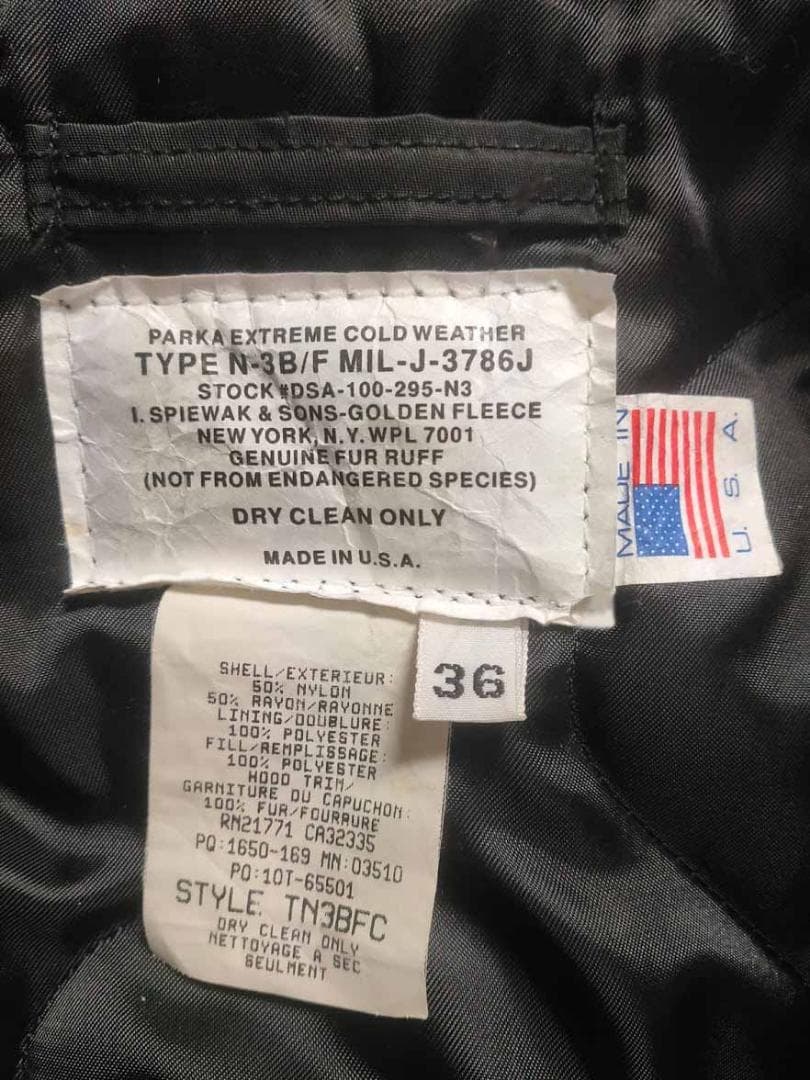 PARKA EXTREME COLD WEATHER
TYPE N-3B/F MIL-J-3786J
STOCK #DSA-100-295-N3
I. SPIEWAK & SONS-GOLDEN FLEECE
NEW YORK, N.Y. WPL 7001
GENUINE FUR RUFF
(NOT FROM ENDANGERED SPECIES)
DRY CLEAN ONLY
MADE IN U.S.A.
MADE IN
U. S. A.
36
SHELL/EXTERIEUR:
50% NYLON
50% RAYON/RAYONNE
LINING/DOUBLURE:
100% POLYESTER
FILL/REMPLISSAGE:
100% POLYESTER
HOOD TRIM/
GARNITURE DU CAPUCHON:
100% FUR/FOURRURE
RN21771 CA32335
PQ:1650-169 MN:03510
PO:10T-65501
STYLE TN3BFC
DRY CLEAN ONLY
NETTOYAGE A SEC
SEULMENT